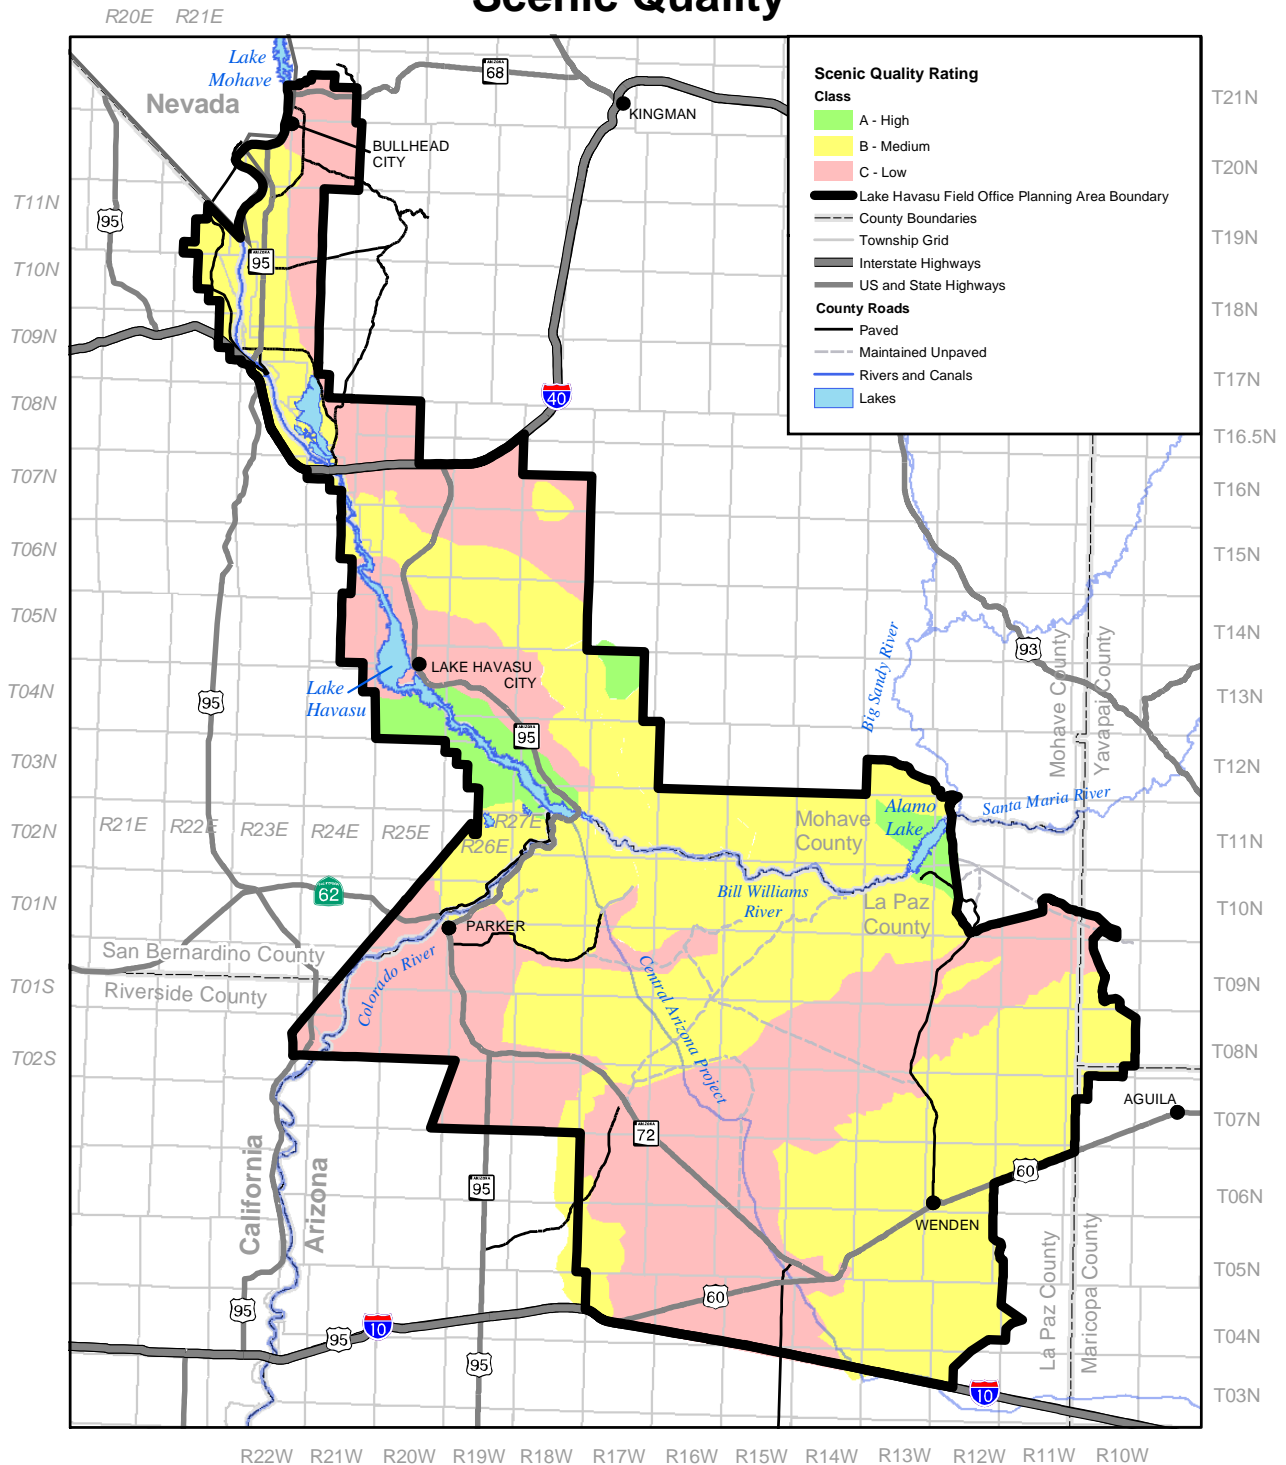 Scenic Quality
R20E R21E
Lake
Mohave
Nevada
68
KINGMAN
BULLHEAD
CITY
Scenic Quality Rating
Class
A - High
B - Medium
C - Low
Lake Havasu Field Office Planning Area Boundary
County Boundaries
Township Grid
Interstate Highways
US and State Highways
County Roads
Paved
Maintained Unpaved
Rivers and Canals
Lakes
T21N
T20N
T19N
T18N
T17N
T16.5N
T16N
T15N
T14N
T13N
T12N
T11N
T10N
T09N
T08N
T07N
T06N
T05N
T04N
T03N
T11N
T10N
T09N
T08N
T07N
T06N
T05N
T04N
T03N
T02N
T01N
T01S
T02S
95
ARIZONA
95
40
93
Big Sandy River
Mohave County
Yavapai County
LAKE HAVASU
CITY
Lake
Havasu
95
ARIZONA
95
Alamo
Lake
Santa Maria River
Mohave
County
R21E R22E R23E R24E R25E R27E
R26E
62
Bill Williams
River
La Paz
County
PARKER
San Bernardino County
Riverside County
Colorado River
Central Arizona Project
AGUILA
ARIZONA
72
60
California
Arizona
ARIZONA
95
WENDEN
La Paz County
Maricopa County
60
95
10
95
95
10
R22W R21W R20W R19W R18W R17W R16W R15W R14W R13W R12W R11W R10W